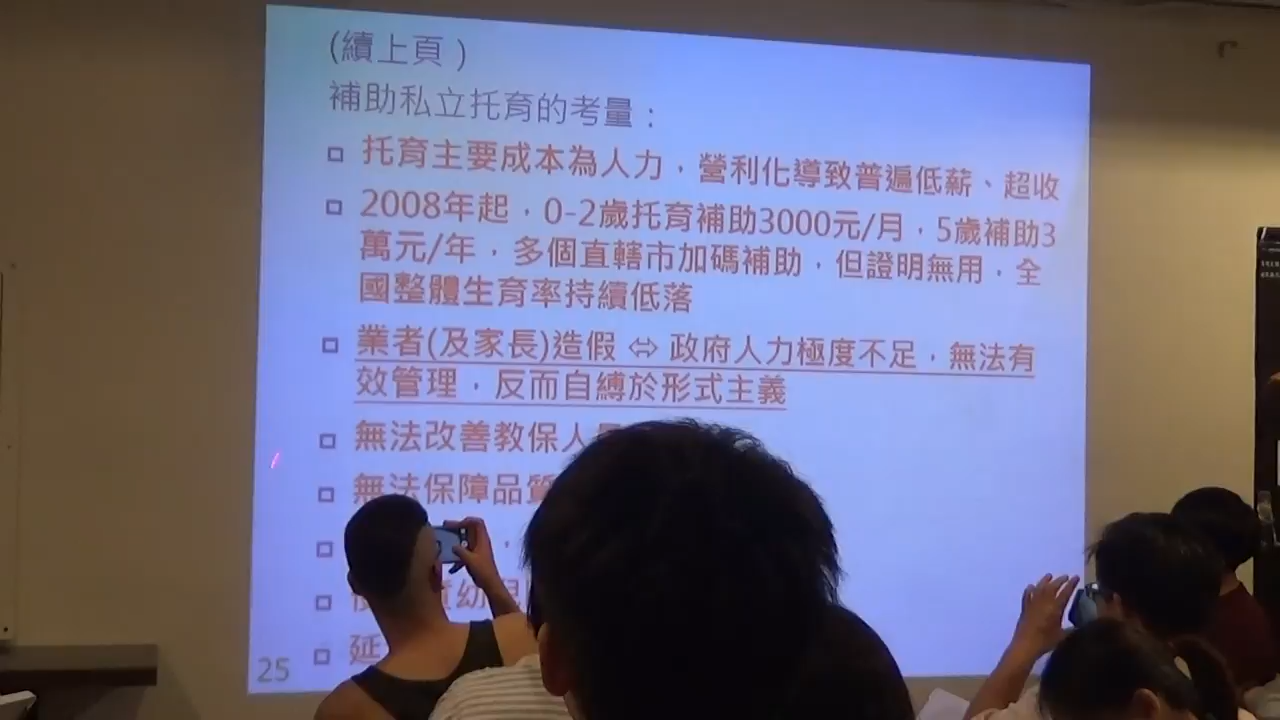 (續上頁)
補助私立托育的考量：
托育主要成本為人力，營利化導致普遍低薪、超收
2008年起，0-2歲托育補助3000元/月，5歲補助3
萬元/年，多個直轄市加碼補助，但證明無用，全
國整體生育率持續低落
業者(及家長)造假 ⇔ 政府人力極度不足，無法有
效管理，反而自縛於形式主義
無法改善教保人
無法保障品質
幼兒
延
25